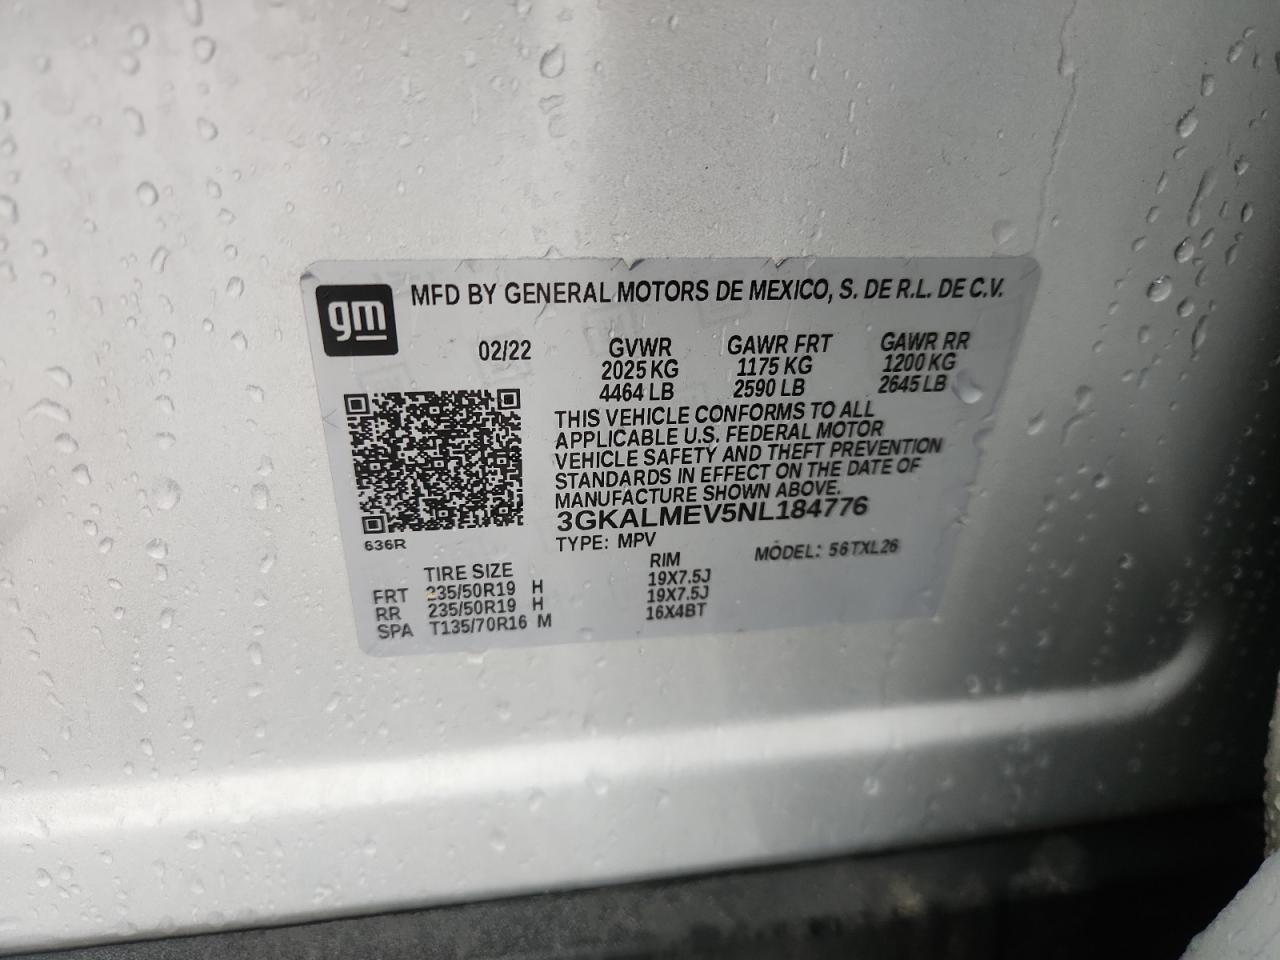 gm
MFD BY GENERAL MOTORS DE MEXICO, S. DE R.L. DE C.V.
02/22 GVWR GAWR FRT GAWR RR
2025 KG 1175 KG 1200 KG
4464 LB 2590 LB 2645 LB
THIS VEHICLE CONFORMS TO ALL
APPLICABLE U.S. FEDERAL MOTOR
VEHICLE SAFETY AND THEFT PREVENTION
STANDARDS IN EFFECT ON THE DATE OF
MANUFACTURE SHOWN ABOVE.
3GKALMEV5NL184776
636R
TYPE: MPV MODEL: 56TXL26
TIRE SIZE RIM
FRT 235/50R19 H 19X7.5J
RR 235/50R19 H 19X7.5J
SPA T135/70R16 M 16X4BT